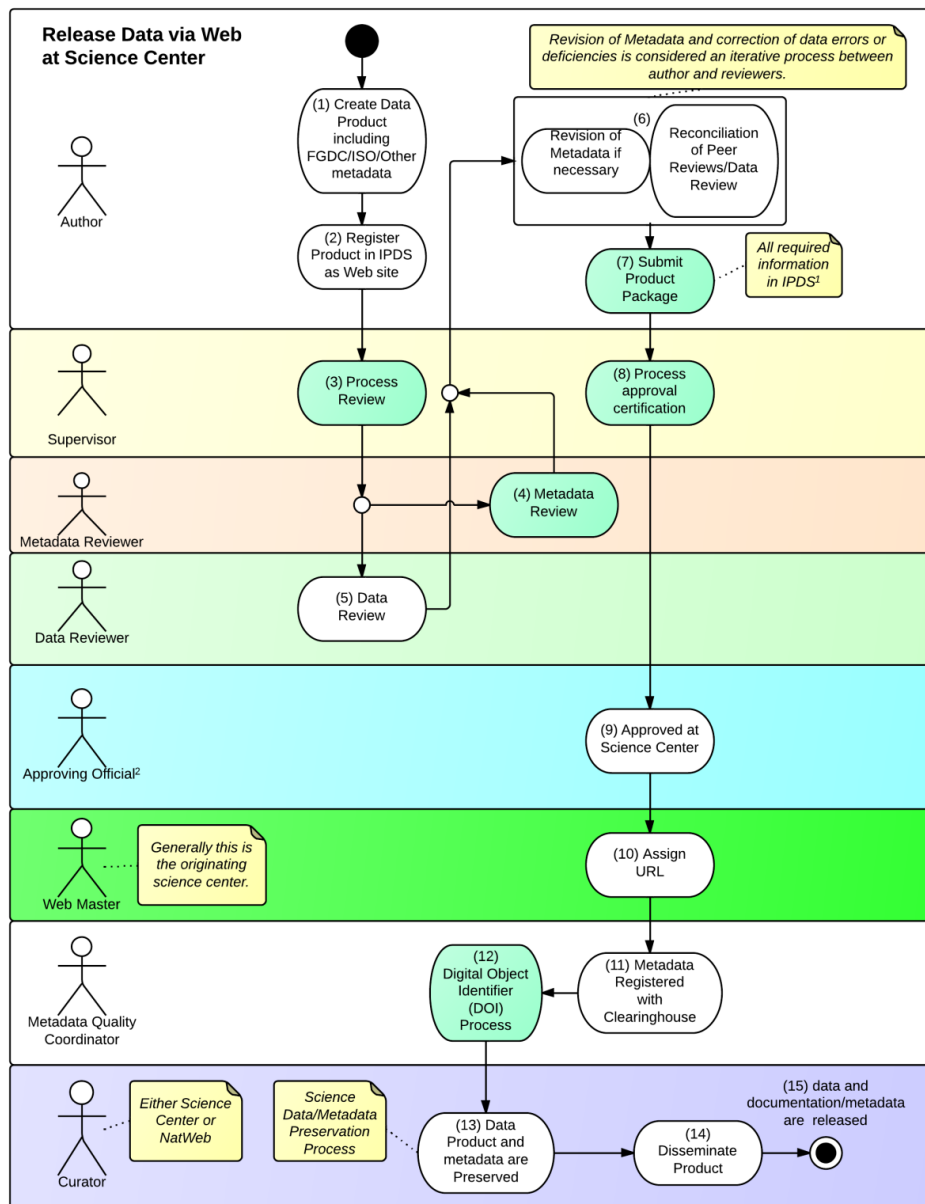 Release Data via Web
at Science Center
Revision of Metadata and correction of data errors or
deficiencies is considered an iterative process between
author and reviewers.
(1) Create Data
Product
including
FGDC/ISO/Other
metadata
(6)
Revision of
Metadata if
necessary
Reconciliation
of Peer
Reviews/Data
Review
Author
(2) Register
Product in IPDS
as Web site
(7) Submit
Product
Package
All required
information
in IPDS¹
(3) Process
Review
(8) Process
approval
certification
Supervisor
(4) Metadata
Review
Metadata Reviewer
(5) Data
Review
Data Reviewer
(9) Approved at
Science Center
Approving Official²
Generally this is
the originating
science center.
(10) Assign
URL
Web Master
(12)
Digital Object
Identifier
(DOI)
Process
(11) Metadata
Registered
with
Clearinghouse
Metadata Quality
Coordinator
Either Science
Center or
NatWeb
Science
Data/Metadata
Preservation
Process
(13) Data
Product and
metadata are
Preserved
(14)
Disseminate
Product
(15) data and
documentation/metadata
are released
Curator